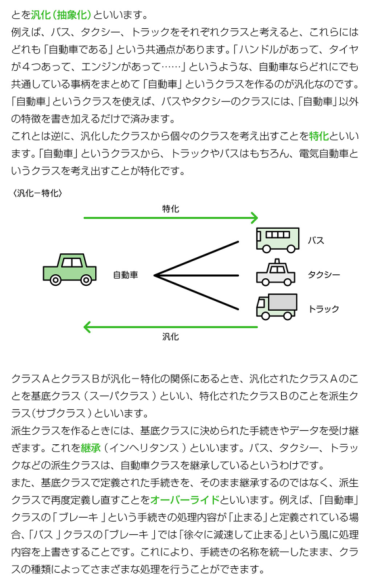 とを汎化(抽象化)といいます。
例えば、バス、タクシー、トラックをそれぞれクラスと考えると、これらには
どれも「自動車である」という共通点があります。「ハンドルがあって、タイヤ
が4つあって、エンジンがあって……」というような、自動車ならどれにでも
共通している事柄をまとめて「自動車」というクラスを作るのが汎化なのです。
「自動車」というクラスを使えば、バスやタクシーのクラスには、「自動車」以外
の特徴を書き加えるだけで済みます。
これとは逆に、汎化したクラスから個々のクラスを考え出すことを特化といい
ます。「自動車」というクラスから、トラックやバスはもちろん、電気自動車と
いうクラスを考え出すことが特化です。
〈汎化－特化〉
特化
バス
自動車
タクシー
トラック
汎化
クラスAとクラスBが汎化－特化の関係にあるとき、汎化されたクラスAのこ
とを基底クラス(スーパクラス)といい、特化されたクラスBのことを派生ク
ラス(サブクラス)といいます。
派生クラスを作るときには、基底クラスに決められた手続きやデータを受け継
ぎます。これを継承(インヘリタンス)といいます。バス、タクシー、トラッ
クなどの派生クラスは、自動車クラスを継承しているというわけです。
また、基底クラスで定義された手続きを、そのまま継承するのではなく、派生
クラスで再度定義し直すことをオーバーライドといいます。例えば、「自動車」
クラスの「ブレーキ」という手続きの処理内容が「止まる」と定義されている場
合、「バス」クラスの「ブレーキ」では「徐々に減速して止まる」という風に処理
内容を上書きすることです。これにより、手続きの名称を統一したまま、クラ
スの種類によってさまざまな処理を行うことができます。